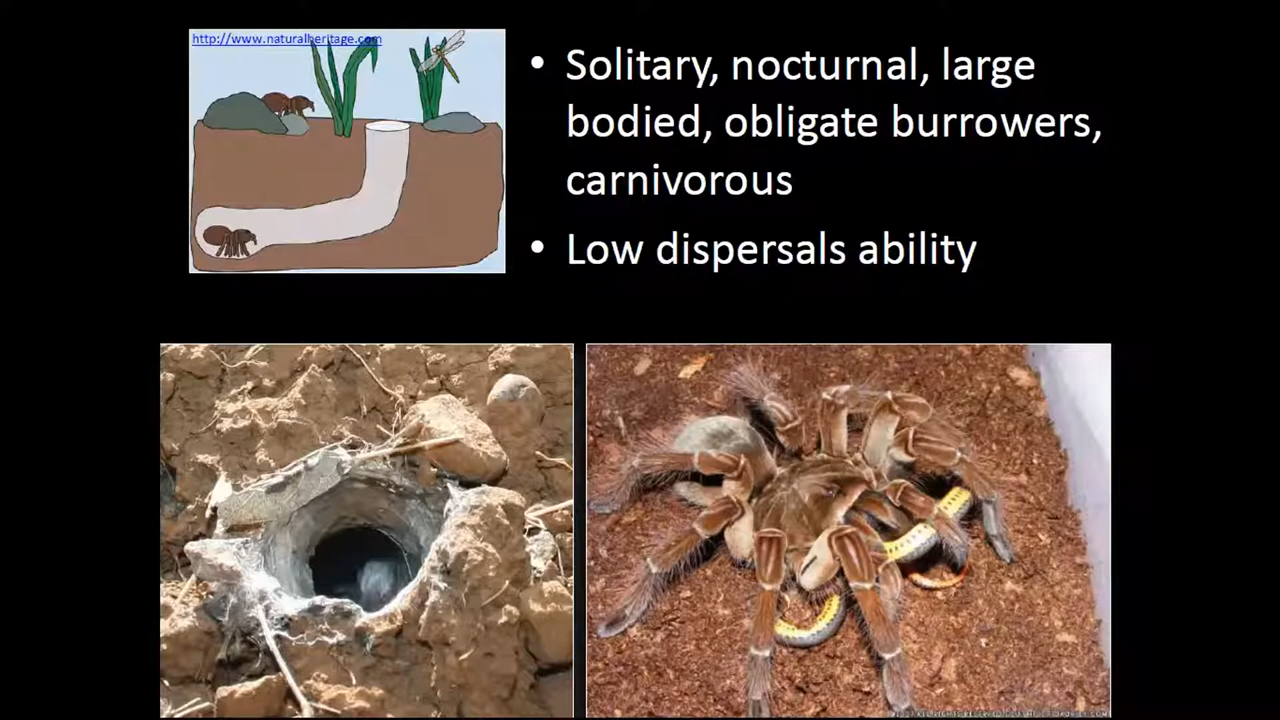 http://www.naturalheritage.com
• Solitary, nocturnal, large
bodied, obligate burrowers,
carnivorous
• Low dispersals ability